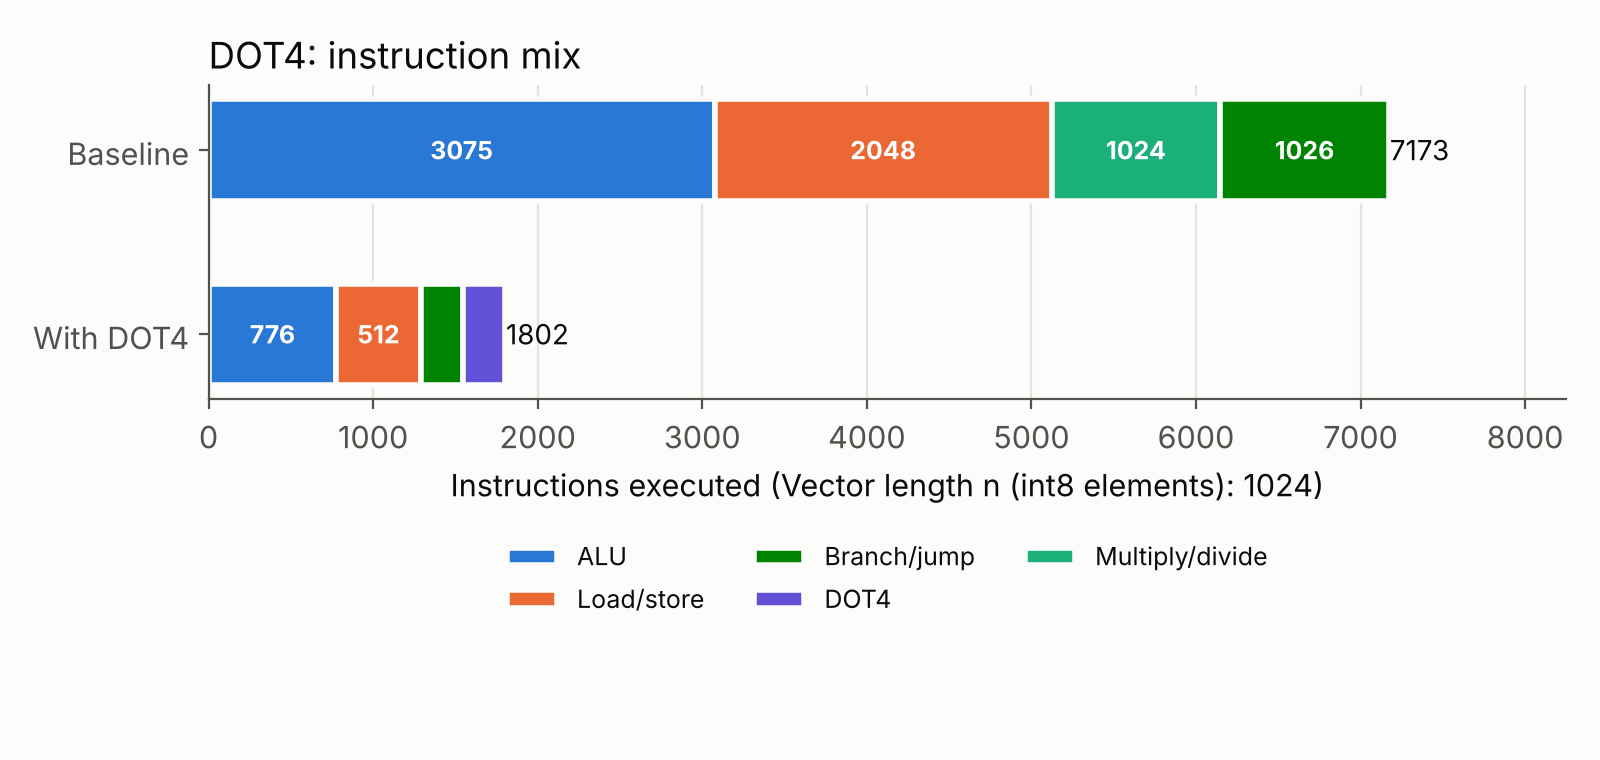 DOT4: instruction mix
Baseline
3075 2048 1024 1026 7173
With DOT4
776 512 1802
0 1000 2000 3000 4000 5000 6000 7000 8000
Instructions executed (Vector length n (int8 elements): 1024)
ALU Branch/jump Multiply/divide
Load/store DOT4